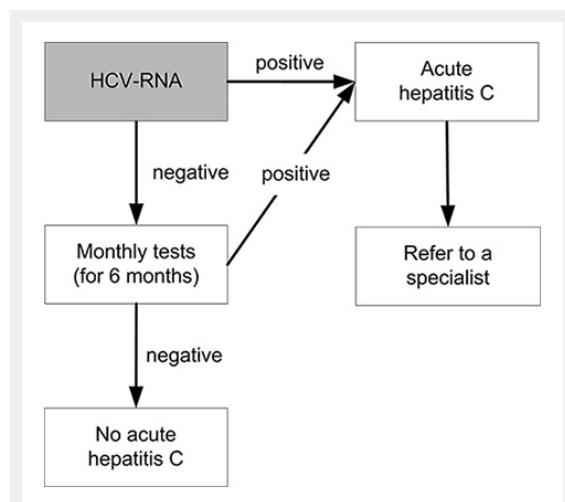 HCV-RNA
positive
Acute
hepatitis C
negative
positive
Monthly tests
(for 6 months)
Refer to a
specialist
negative
No acute
hepatitis C